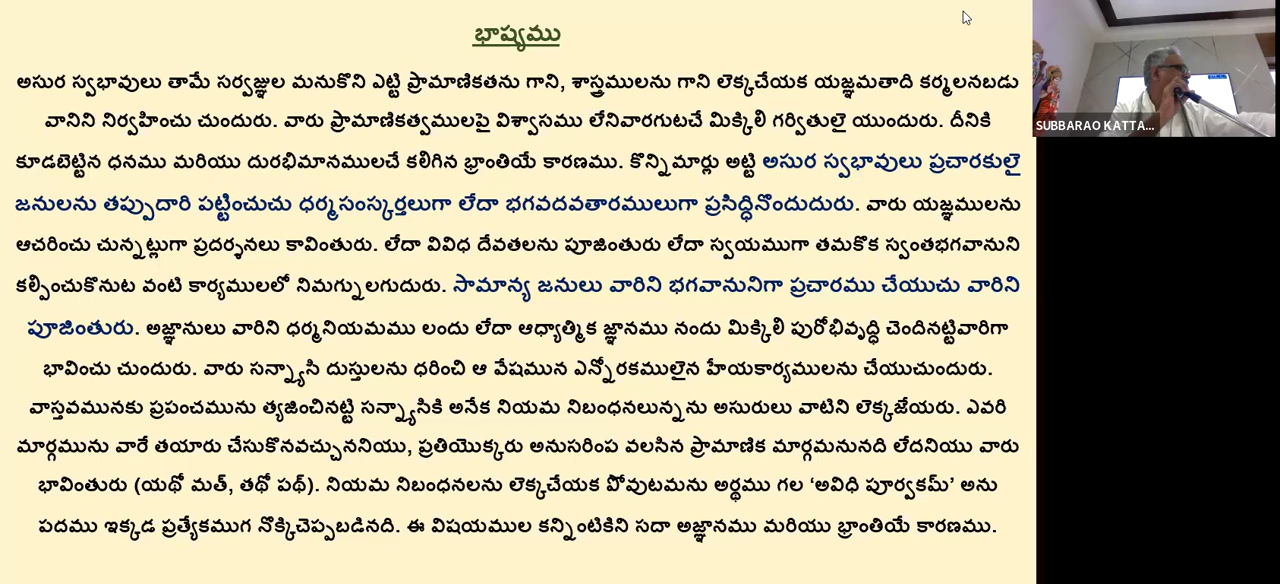 భాష్యము
అసుర స్వభావులు తామే సర్వజ్ఞుల మనుకొని ఎట్టి ప్రామాణికతను గాని, శాస్త్రములను గాని లెక్కచేయక యజ్ఞమతాది కర్మలనబడు
వానిని నిర్వహించు చుందురు. వారు ప్రామాణికత్వములపై విశ్వాసము లేనివారగుటచే మిక్కిలి గర్వితులై యుందురు. దీనికి
కూడబెట్టిన ధనము మరియు దురభిమానములచే కలిగిన భ్రాంతియే కారణము. కొన్నిమార్లు అట్టి అసుర స్వభావులు ప్రచారకులై
జనులను తప్పుదారి పట్టించుచు ధర్మసంస్కర్తలుగా లేదా భగవదవతారములుగా ప్రసిద్ధినొందుదురు. వారు యజ్ఞములను
ఆచరించు చున్నట్లుగా ప్రదర్శనలు కావింతురు. లేదా వివిధ దేవతలను పూజింతురు లేదా స్వయముగా తమకొక స్వంతభగవానుని
కల్పించుకొనుట వంటి కార్యములలో నిమగ్నులగుదురు. సామాన్య జనులు వారిని భగవానునిగా ప్రచారము చేయుచు వారిని
పూజింతురు. అజ్ఞానులు వారిని ధర్మనియమము లందు లేదా ఆధ్యాత్మిక జ్ఞానము నందు మిక్కిలి పురోభివృద్ధి చెందినట్టివారిగా
భావించు చుందురు. వారు సన్న్యాసి దుస్తులను ధరించి ఆ వేషమున ఎన్నోరకములైన హేయకార్యములను చేయుచుందురు.
వాస్తవమునకు ప్రపంచమును త్యజించినట్టి సన్న్యాసికి అనేక నియమ నిబంధనలున్నను అసురులు వాటిని లెక్కజేయరు. ఎవరి
మార్గమును వారే తయారు చేసుకొనవచ్చుననియు, ప్రతియొక్కరు అనుసరింప వలసిన ప్రామాణిక మార్గమనునది లేదనియు వారు
భావింతురు (యథో మత్, తథో పథ్). నియమ నిబంధనలను లెక్కచేయక పోవుటమను అర్థము గల ‘అవిధి పూర్వకమ్’ అను
పదము ఇక్కడ ప్రత్యేకముగ నొక్కిచెప్పబడినది. ఈ విషయముల కన్నింటికిని సదా అజ్ఞానము మరియు భ్రాంతియే కారణము.
SUBBARAO KATTA...